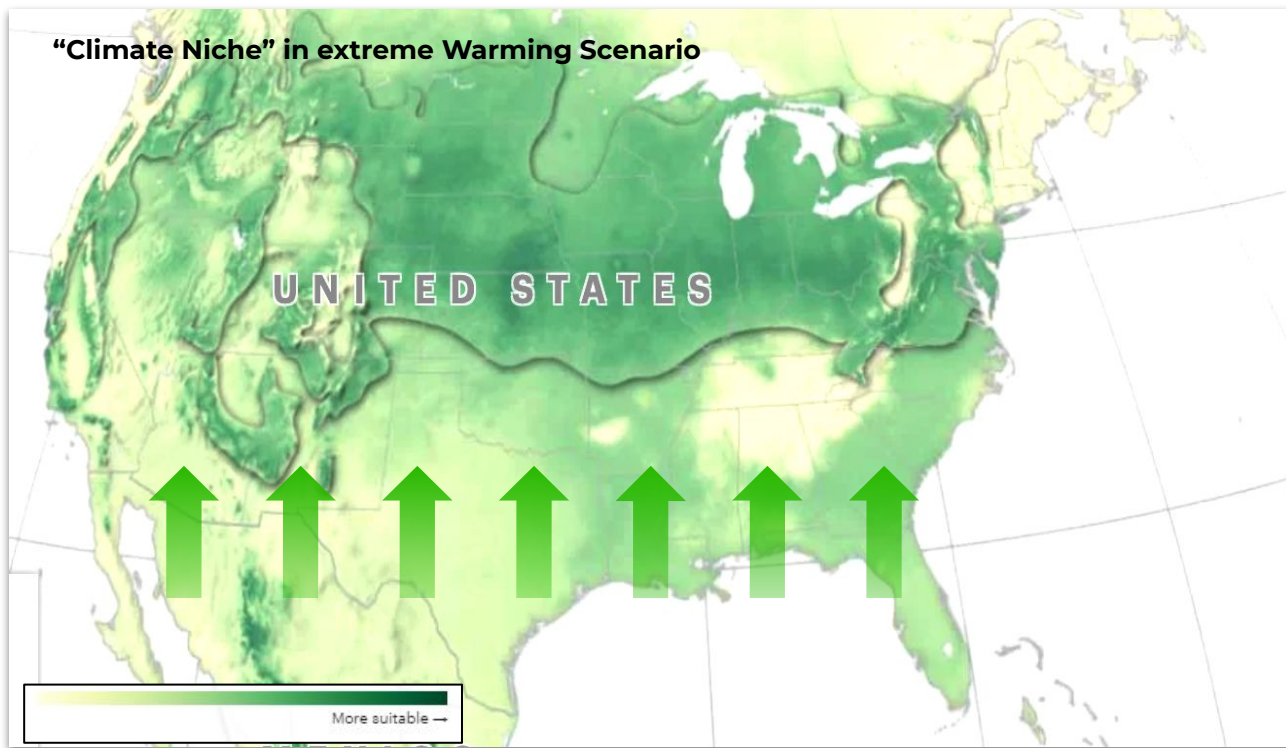 “Climate Niche” in extreme Warming Scenario
UNITED STATES
More suitable →